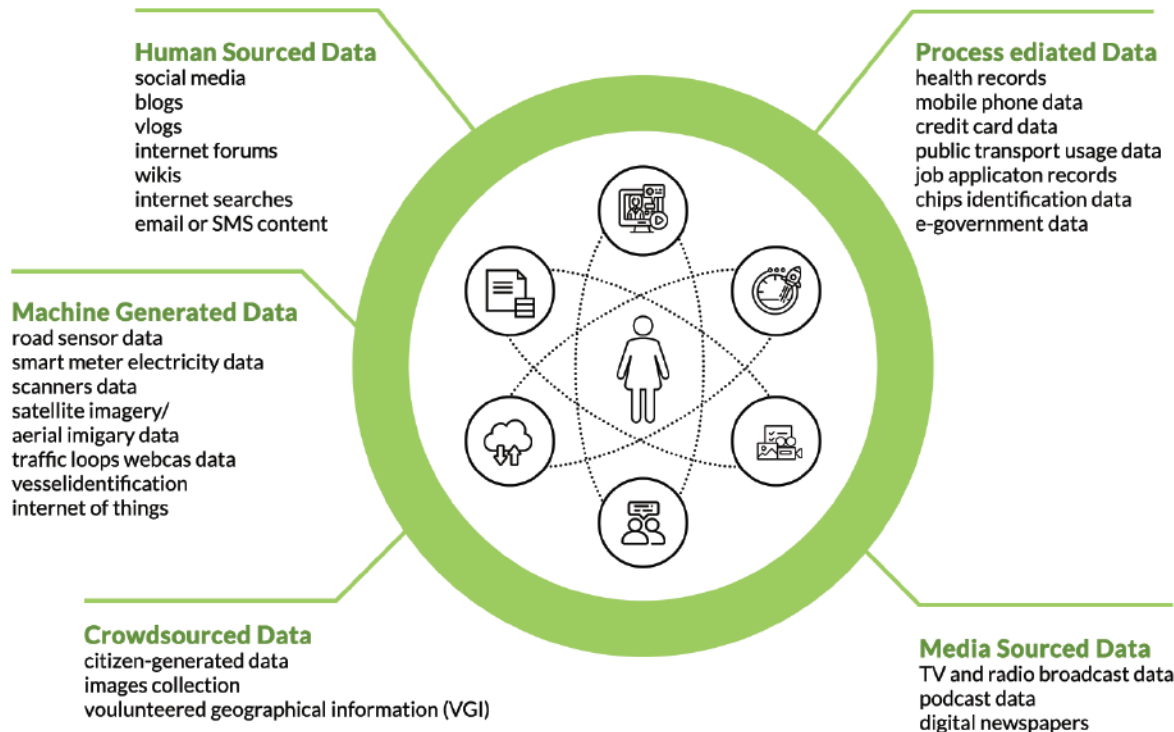 Human Sourced Data
social media
blogs
vlogs
internet forums
wikis
internet searches
email or SMS content
Process ediated Data
health records
mobile phone data
credit card data
public transport usage data
job applicaton records
chips identification data
e-government data
Machine Generated Data
road sensor data
smart meter electricity data
scanners data
satellite imagery/
aerial imigary data
traffic loops webcas data
vesselidentification
internet of things
Crowdsourced Data
citizen-generated data
images collection
voulunteered geographical information (VGI)
Media Sourced Data
TV and radio broadcast data
podcast data
digital newspapers